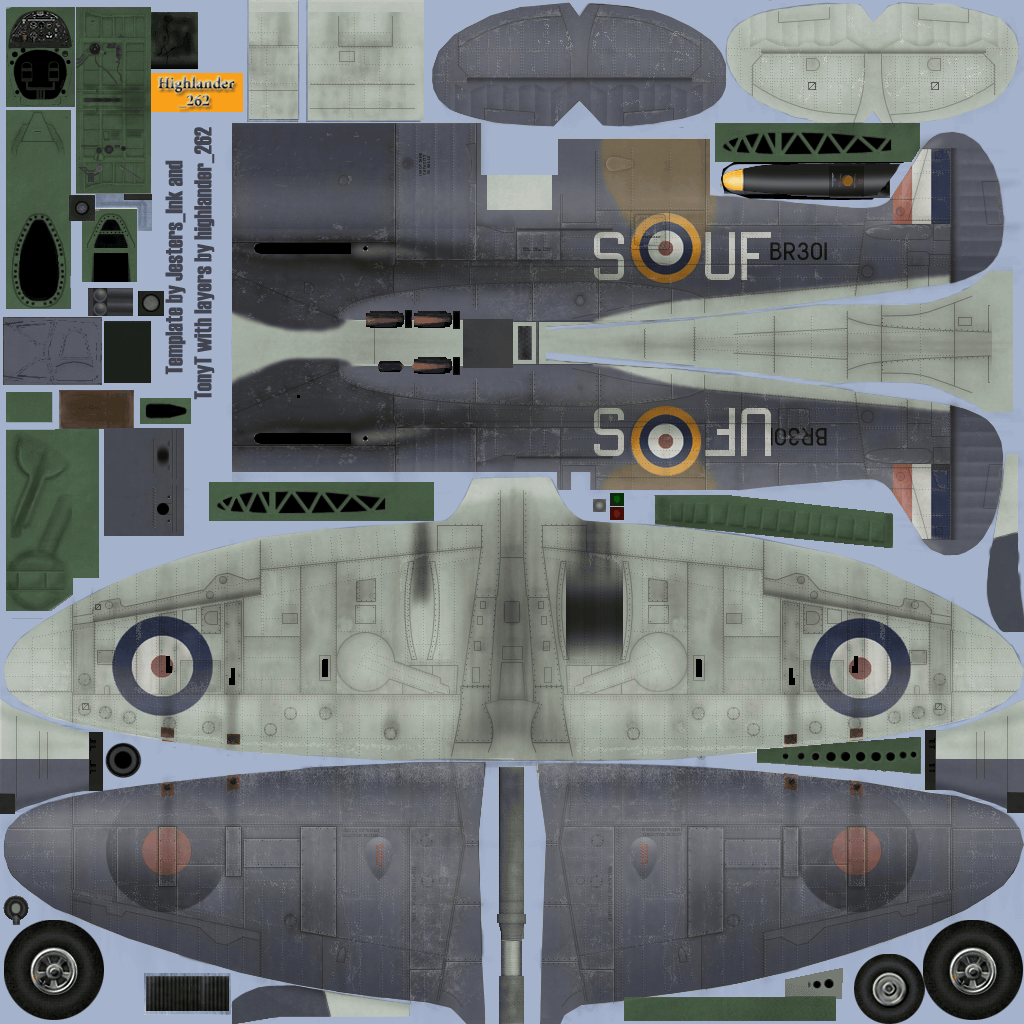 Highlander
_262
Template by Jesters_Ink and
TonyT with layers by highlander_262
S UF BR301
S UF BR301